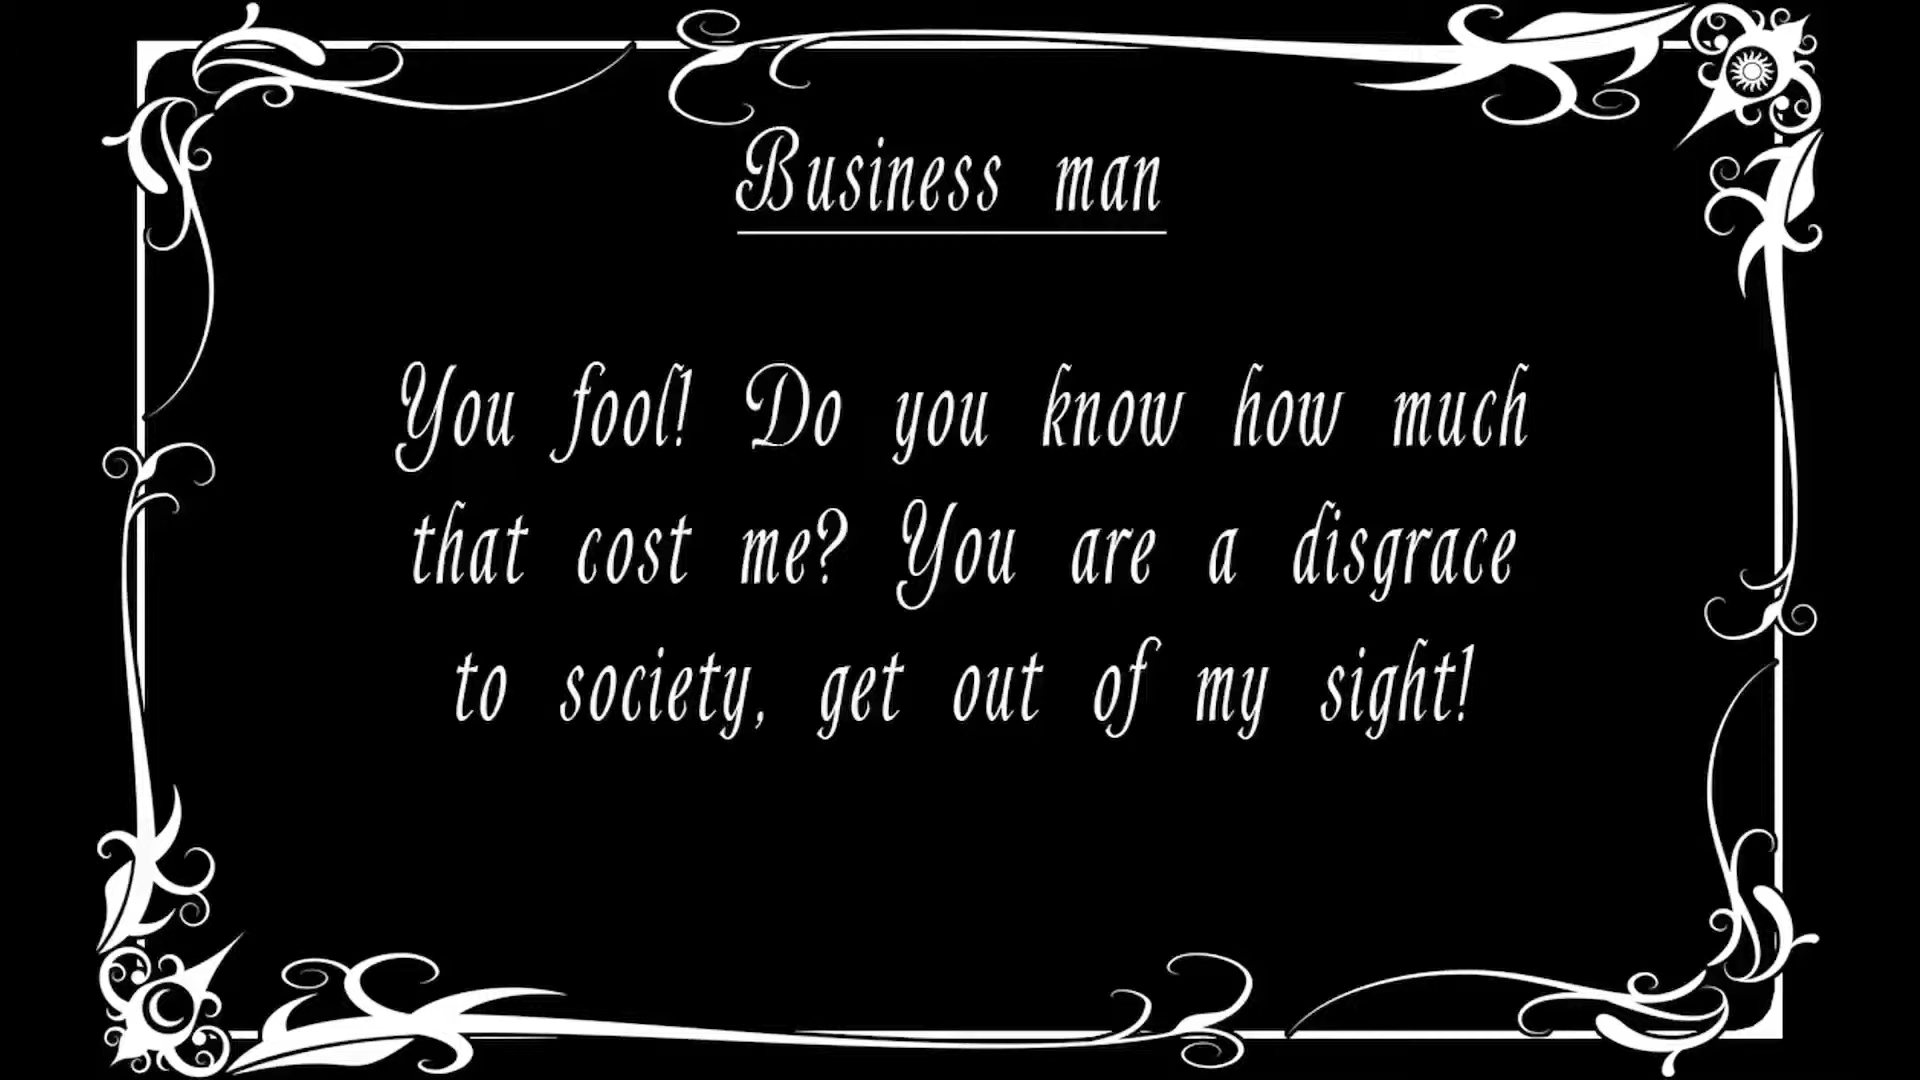 Business man
You fool! Do you know how much
that cost me? You are a disgrace
to society, get out of my sight!